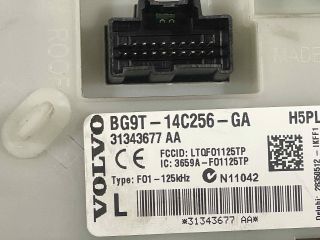 VOLVO
BG9T-14C256-GA H5PL
31343677 AA
FCCID: LTQF01125TP
IC: 3659A-F01125TP
Type: F01-125kHz
N11042
L
*31343677 AA*